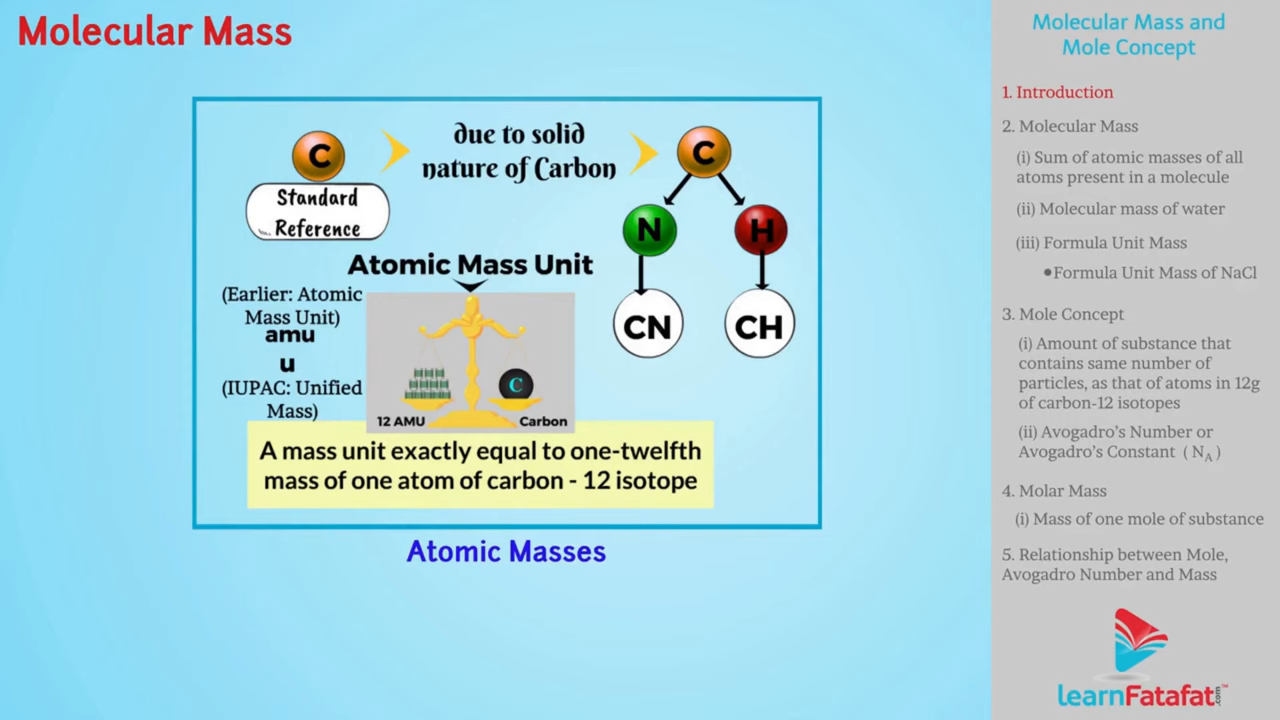 Molecular Mass
C
due to solid
nature of Carbon
C
Standard
Reference
N
H
CN
CH
Atomic Mass Unit
(Earlier: Atomic
Mass Unit)
amu
u
(IUPAC: Unified
Mass)
C
12 AMU
Carbon
A mass unit exactly equal to one-twelfth
mass of one atom of carbon - 12 isotope
Atomic Masses
Molecular Mass and
Mole Concept
1. Introduction
2. Molecular Mass
(i) Sum of atomic masses of all
atoms present in a molecule
(ii) Molecular mass of water
(iii) Formula Unit Mass
●Formula Unit Mass of NaCl
3. Mole Concept
(i) Amount of substance that
contains same number of
particles, as that of atoms in 12g
of carbon-12 isotopes
(ii) Avogadro's Number or
Avogadro's Constant ( N_A )
4. Molar Mass
(i) Mass of one mole of substance
5. Relationship between Mole,
Avogadro Number and Mass
learnFatafat.com™